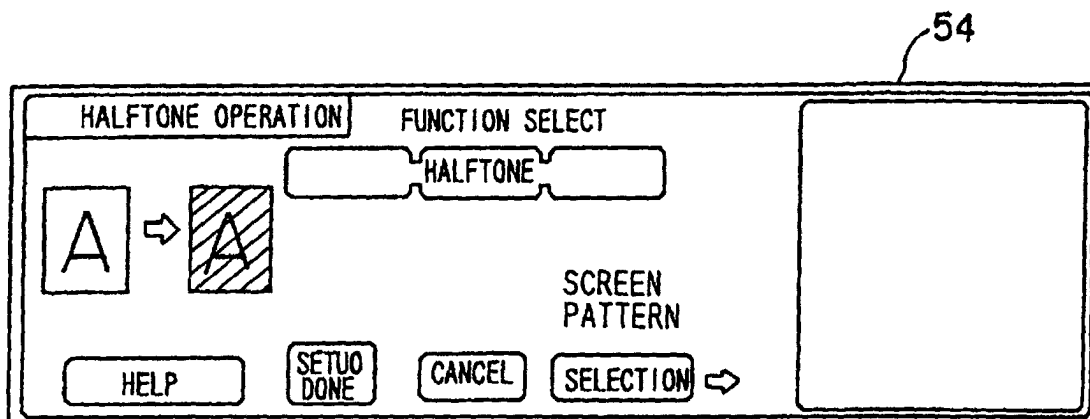 54
HALFTONE OPERATION
FUNCTION SELECT
HALFTONE
A
A
SCREEN
PATTERN
HELP
SETUO
DONE
CANCEL
SELECTION